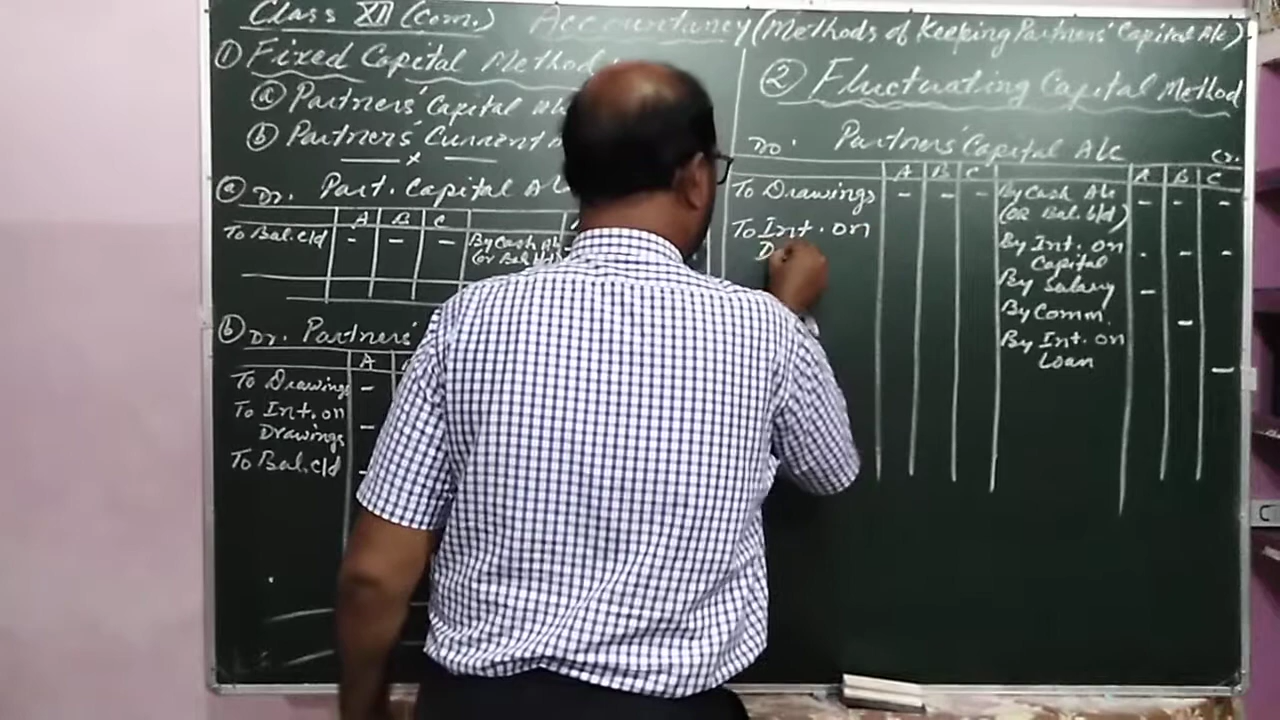 Class XII (Com.) Accountancy (Methods of Keeping Partners' Capital A/c)
① Fixed Capital Method:
ⓐ Partners' Capital A/c
ⓑ Partners' Current
x
ⓐ Dr. Part. Capital A/c
A B C
To Bal. c/d - - - By Cash A/c
(or Bal. b/d)
ⓑ Dr. Partners'
A
To Drawings -
To Int. on
Drawings -
To Bal. c/d
② Fluctuating Capital Method
Dr. Partners' Capital A/c Cr.
A B C A B C
To Drawings - - - By Cash A/c - - -
(OR Bal. b/d)
To Int. on
D
By Int. on
Capital - - -
By Salary -
By Comm. -
By Int. on
Loan -